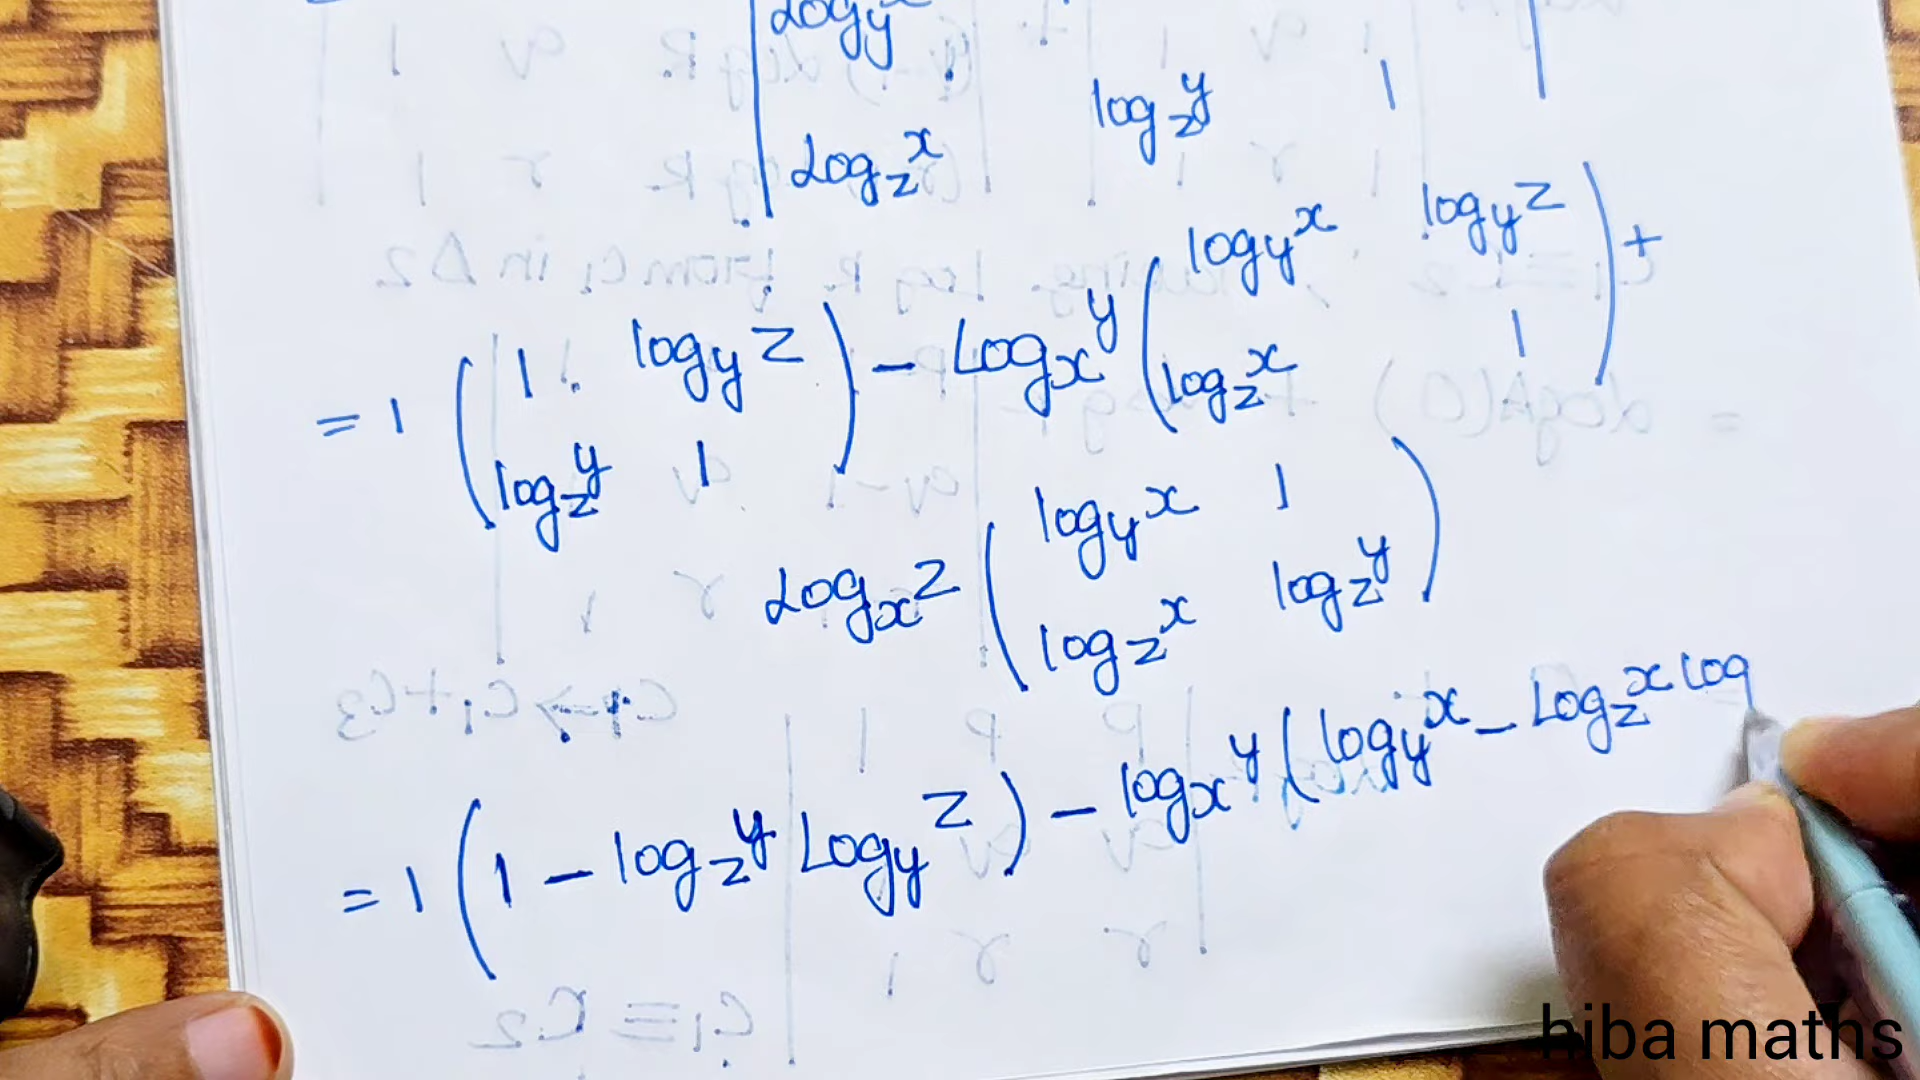 log_y^x 1
log_z^x log_z^y 1
= 1 ( 1 log_y z ) - log_x^y ( log_y^x log_y^z ) +
log_z^y 1 log_z^x 1
log_x z ( log_y^x 1 )
log_z^x log_z^y
= 1 ( 1 - log_z^y log_y^z ) - log_x^y ( log_y^x - log_z^x log
hiba maths